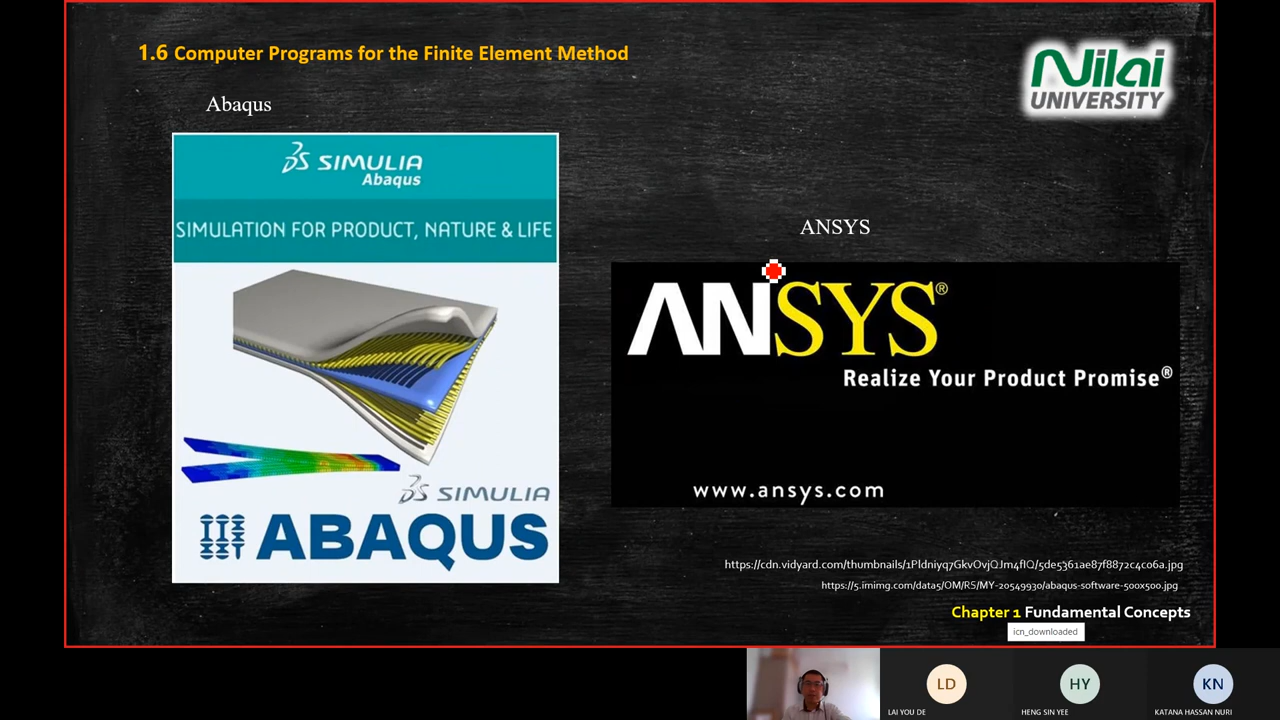 1.6 Computer Programs for the Finite Element Method
Nilai
UNIVERSITY
Abaqus
SIMULIA
Abaqus
SIMULATION FOR PRODUCT, NATURE & LIFE
SIMULIA
ABAQUS
ANSYS
ANSYS®
Realize Your Product Promise®
www.ansys.com
https://cdn.vidyard.com/thumbnails/1Pldniyq7GkvOvjQJm4flQ/5de5361ae87f8872c4c06a.jpg
https://5.imimg.com/data5/OM/RS/MY-20549930/abaqus-software-500x500.jpg
Chapter 1 Fundamental Concepts
icn_downloaded
LD
HY
KN
LAI YOU DE
HENG SIN YEE
KATANA HASSAN NURI